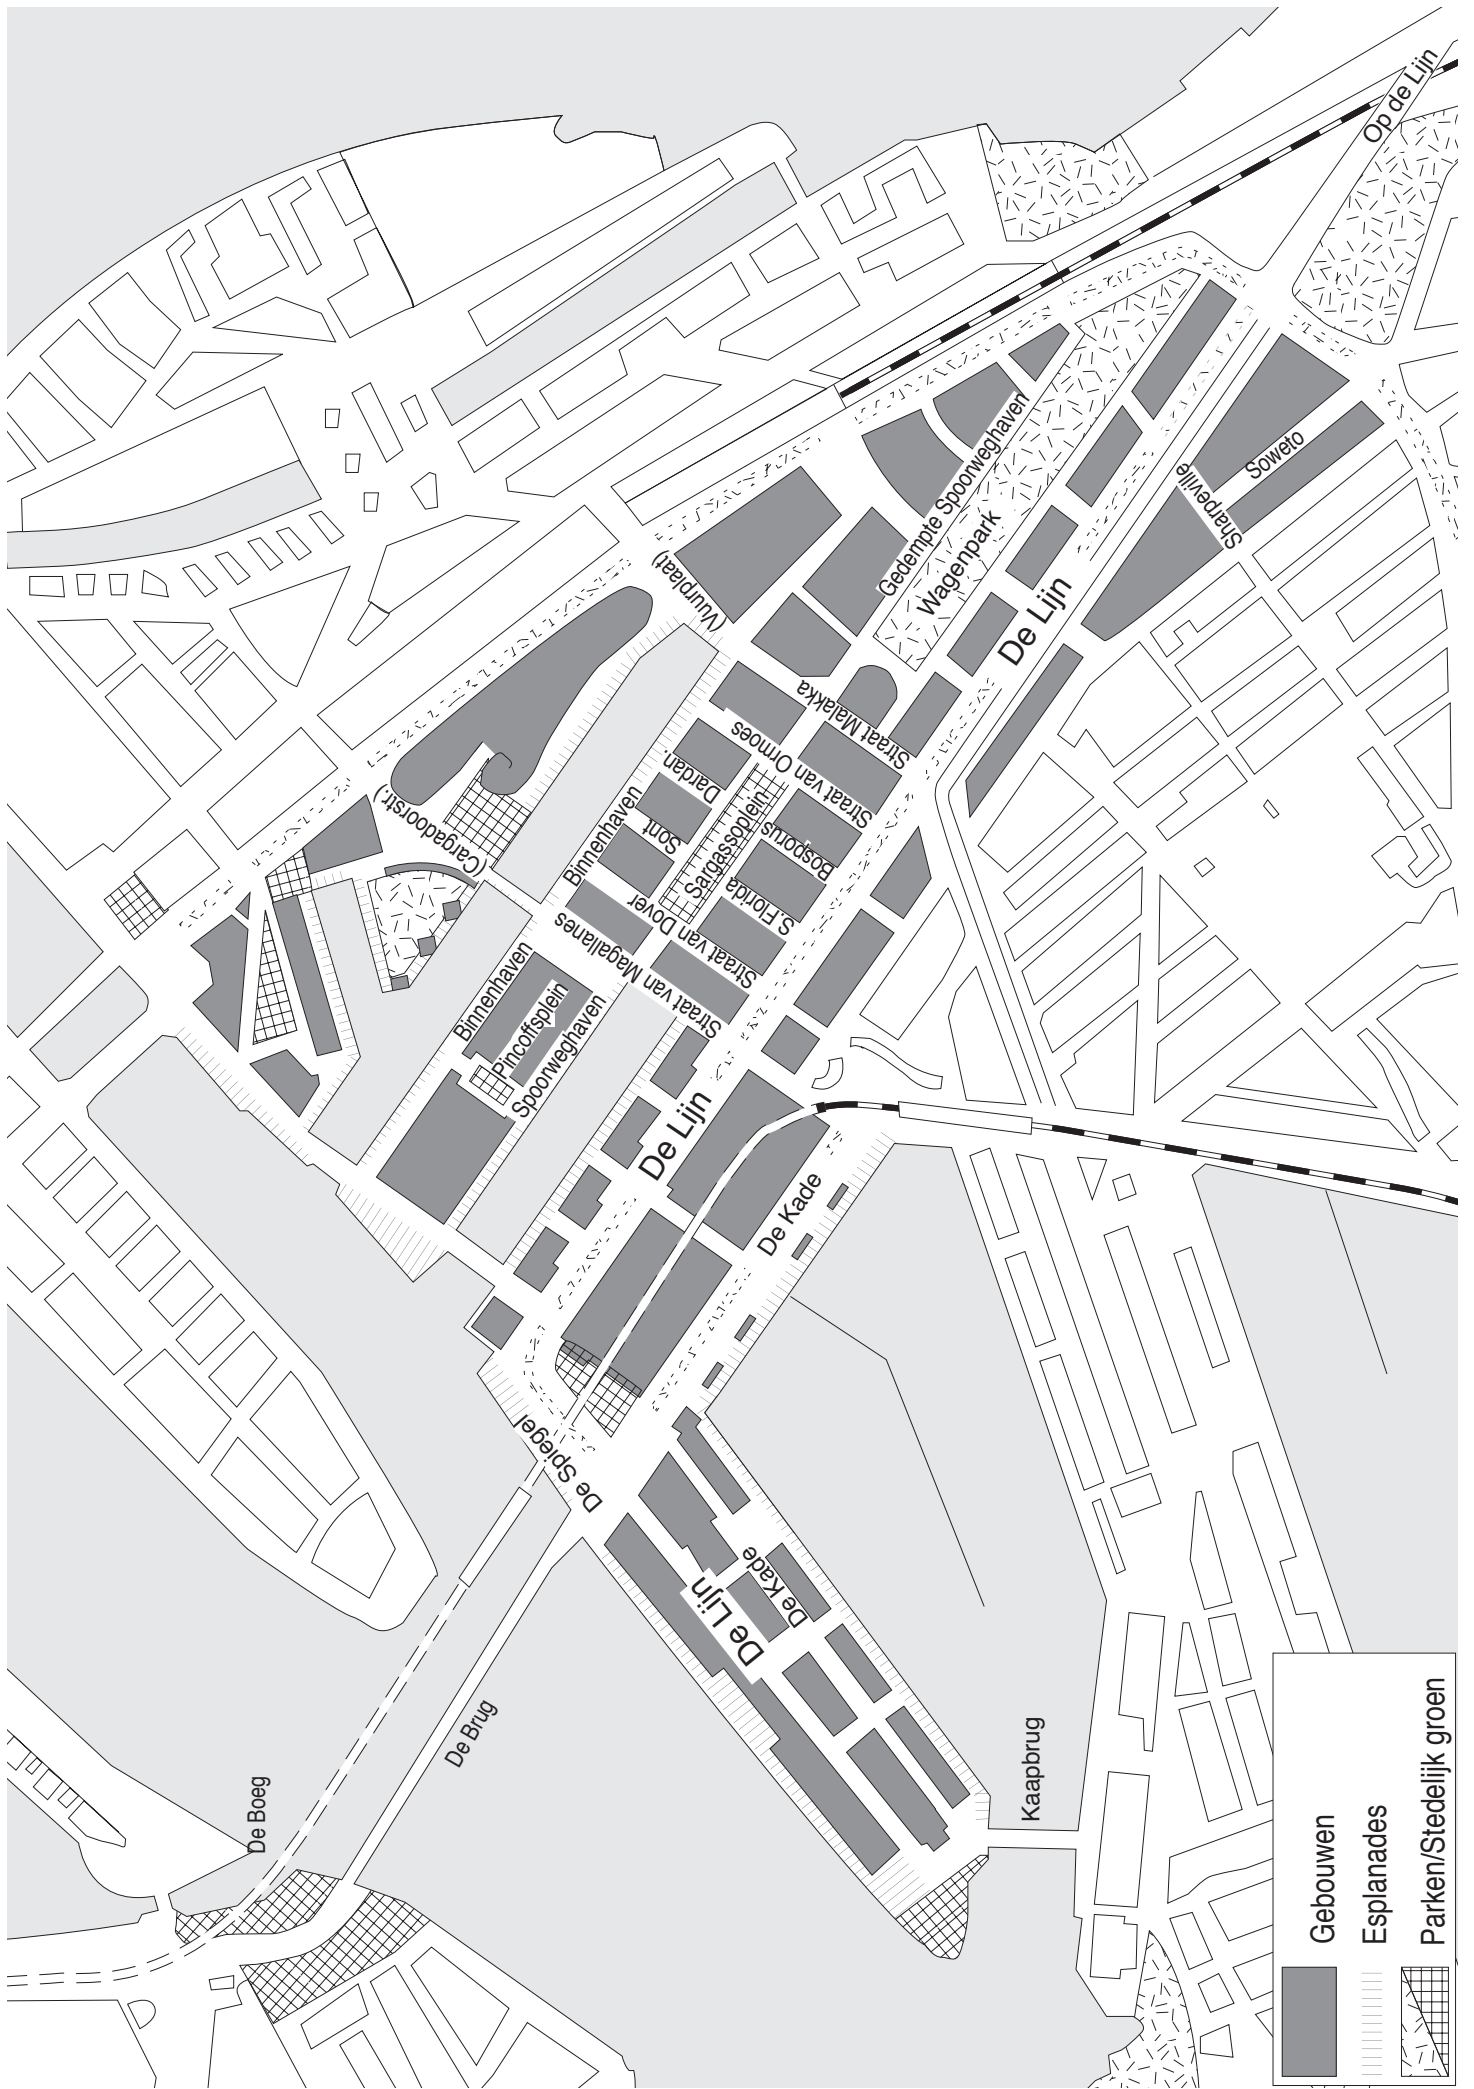 Op de Lijn
Soweto
Sharpeville
Gedempte Spoorweghaven
Wagenpark
De Lijn
(Vuurplaat)
Straat Malakka
Straat van Ormoes
Dardan.
Sont
Binnenhaven
Sargassoplein
Bosporus
S.Florida
Straat van Dover
Straat van Magallanes
(Cargadoorstr.)
Binnenhaven
Pincoffsplein
Spoorweghaven
De Lijn
De Kade
De Spiegel
De Lijn
De Kade
De Brug
De Boeg
Kaapbrug
Gebouwen
Esplanades
Parken/Stedelijk groen